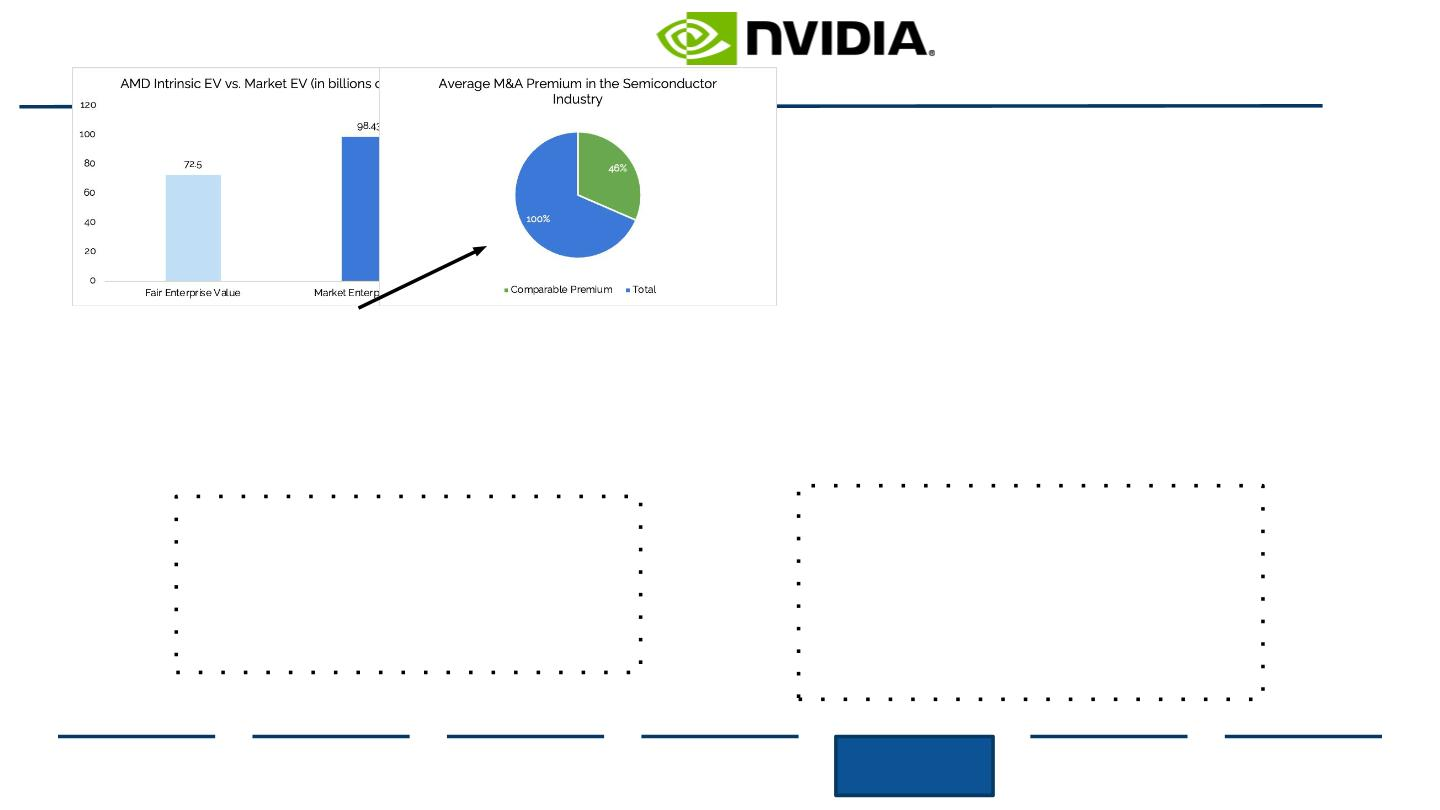 NVIDIA.
AMD Intrinsic EV vs. Market EV (in billions
120
100
80
60
40
20
0
72.5
98.43
Fair Enterprise Value
Market
Average M&A Premium in the Semiconductor
Industry
46%
100%
Comparable Premium
Total